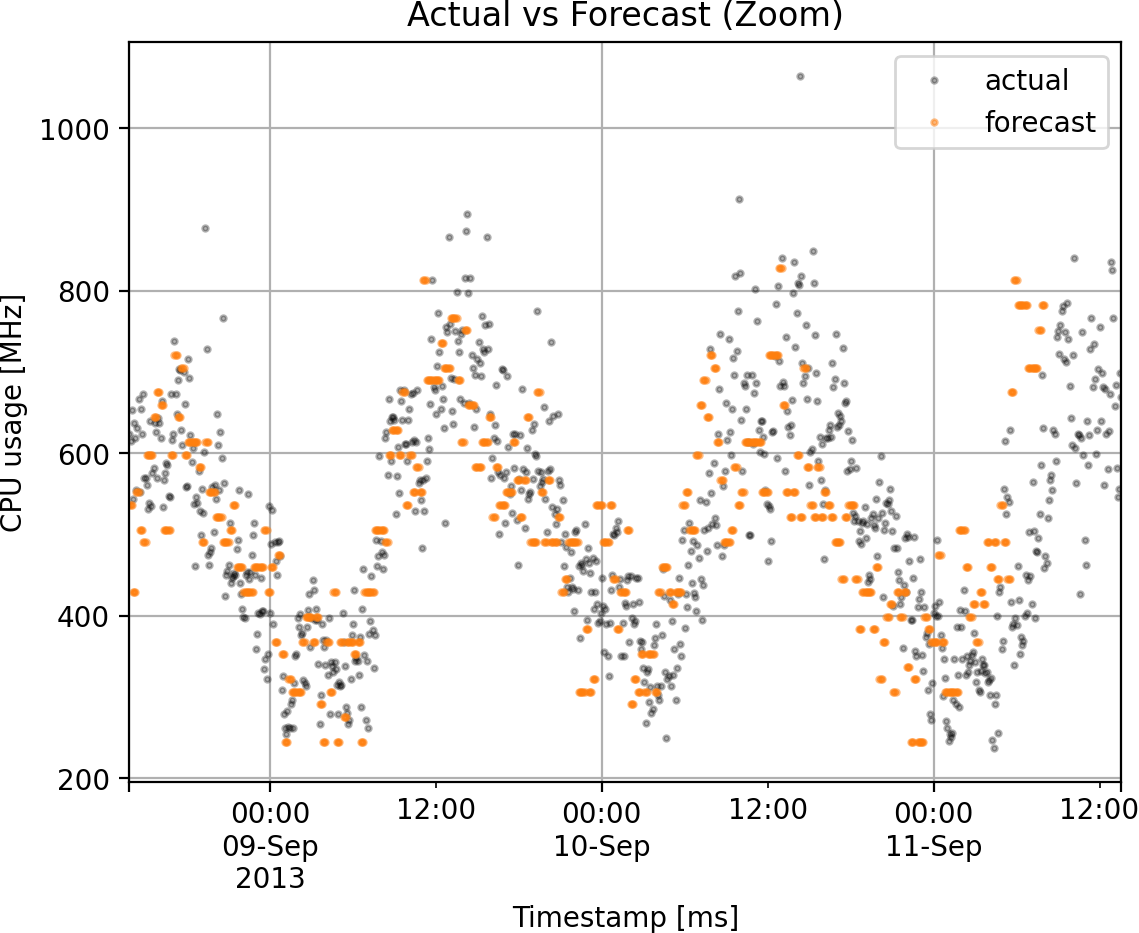 Actual vs Forecast (Zoom)
actual
forecast
CPU usage [MHz]
1000
800
600
400
200
00:00 12:00 00:00 12:00 00:00 12:00
09-Sep 10-Sep 11-Sep
2013
Timestamp [ms]